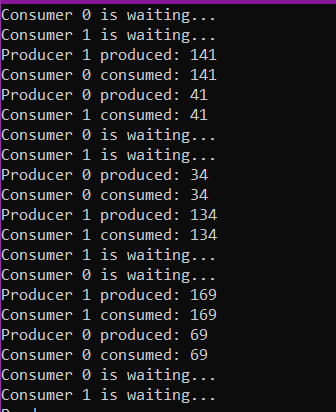 Consumer 0 is waiting...
Consumer 1 is waiting...
Producer 1 produced: 141
Consumer 0 consumed: 141
Producer 0 produced: 41
Consumer 1 consumed: 41
Consumer 0 is waiting...
Consumer 1 is waiting...
Producer 0 produced: 34
Consumer 0 consumed: 34
Producer 1 produced: 134
Consumer 1 consumed: 134
Consumer 1 is waiting...
Consumer 0 is waiting...
Producer 1 produced: 169
Consumer 1 consumed: 169
Producer 0 produced: 69
Consumer 0 consumed: 69
Consumer 0 is waiting...
Consumer 1 is waiting...